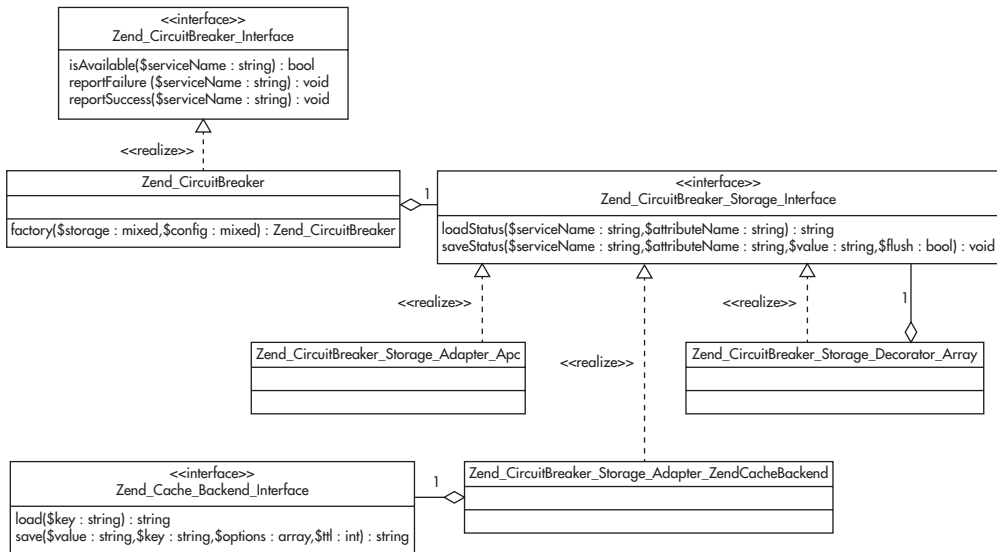 <<interface>>
Zend_CircuitBreaker_Interface
isAvailable($serviceName : string) : bool
reportFailure ($serviceName : string) : void
reportSuccess($serviceName : string) : void
<<realize>>
Zend_CircuitBreaker
factory($storage : mixed,$config : mixed) : Zend_CircuitBreaker
1
<<interface>>
Zend_CircuitBreaker_Storage_Interface
loadStatus($serviceName : string,$attributeName : string) : string
saveStatus($serviceName : string,$attributeName : string,$value : string,$flush : bool) : void
<<realize>>
<<realize>>
<<realize>>
1
Zend_CircuitBreaker_Storage_Adapter_Apc
Zend_CircuitBreaker_Storage_Decorator_Array
Zend_CircuitBreaker_Storage_Adapter_ZendCacheBackend
1
<<interface>>
Zend_Cache_Backend_Interface
load($key : string) : string
save($value : string,$key : string,$options : array,$ttl : int) : string